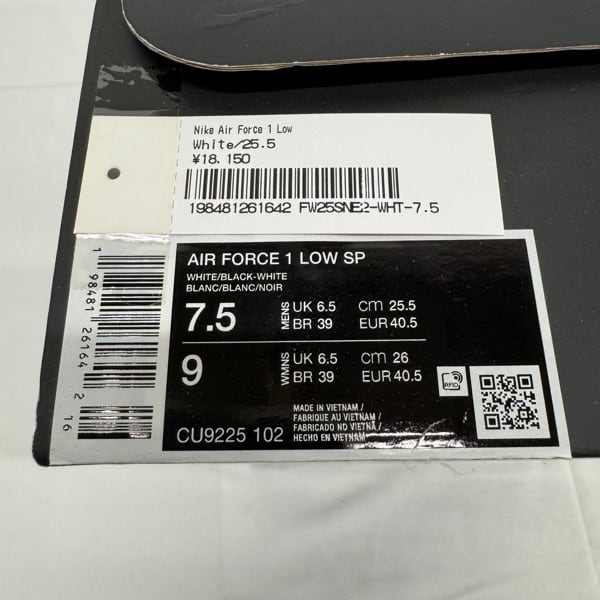 Nike Air Force 1 Low
White/25.5
¥18,150
198481261642 FW25SNE2-WHT-7.5
AIR FORCE 1 LOW SP
WHITE/BLACK-WHITE
BLANC/BLANC/NOIR
7.5 MENS UK 6.5 cm 25.5
BR 39 EUR 40.5
9 WMNS UK 6.5 cm 26
BR 39 EUR 40.5
RFID
MADE IN VIETNAM /
FABRIQUE AU VIETNAM /
FABRICADO NO VIETNÃ /
HECHO EN VIETNAM
CU9225 102
1 98481 26164 2 16